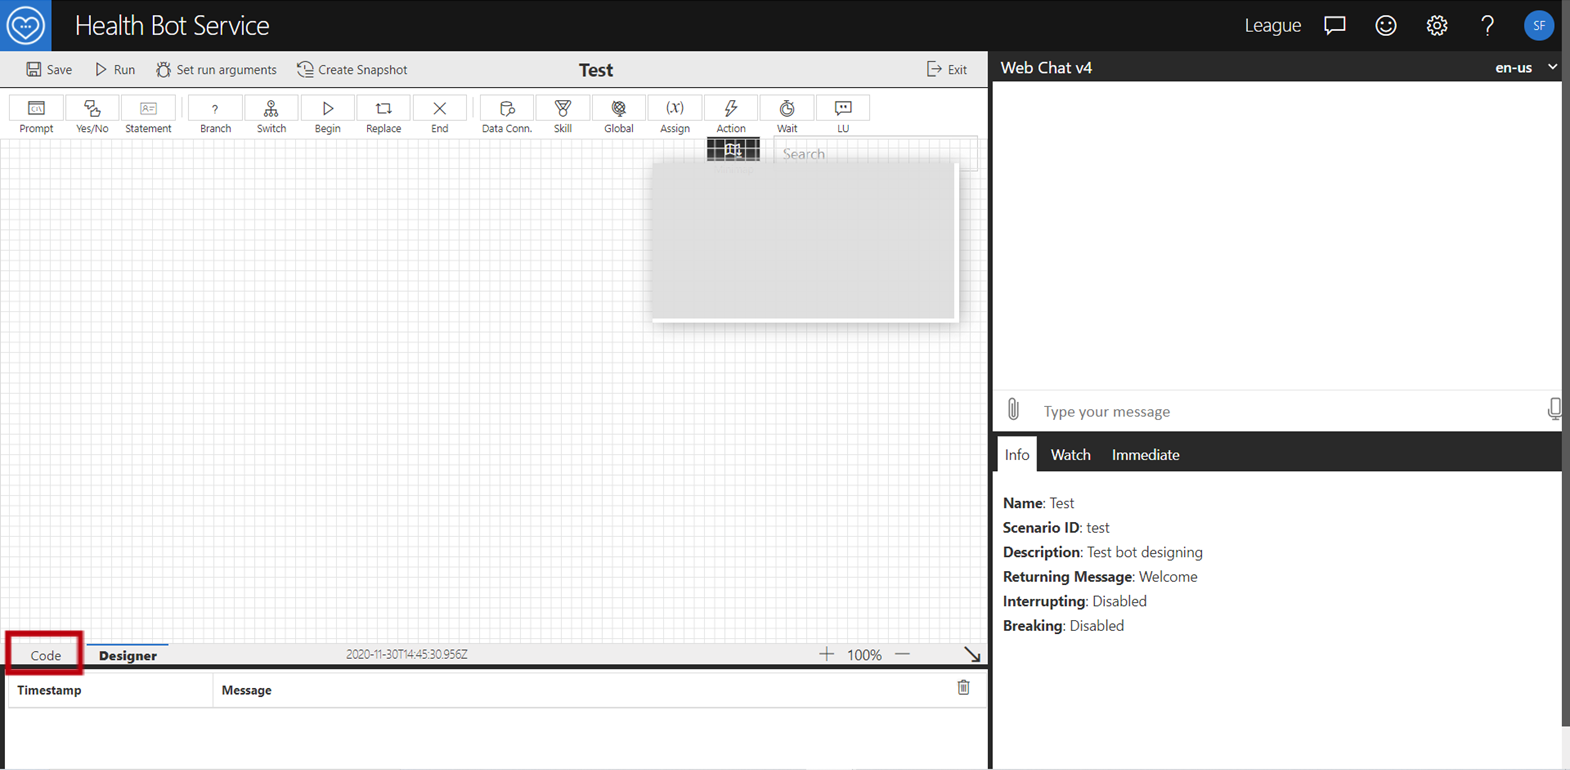 Health Bot Service
League
SF
Save
Run
Set run arguments
Create Snapshot
Test
Exit
Prompt
Yes/No
Statement
?
Branch
Switch
Begin
Replace
End
Data Conn.
Skill
Global
(x)
Assign
Action
Wait
LU
Search
Code
Designer
2020-11-30T14:45:30.956Z
100%
Timestamp
Message
Web Chat v4
en-us
Type your message
Info
Watch
Immediate
Name: Test
Scenario ID: test
Description: Test bot designing
Returning Message: Welcome
Interrupting: Disabled
Breaking: Disabled